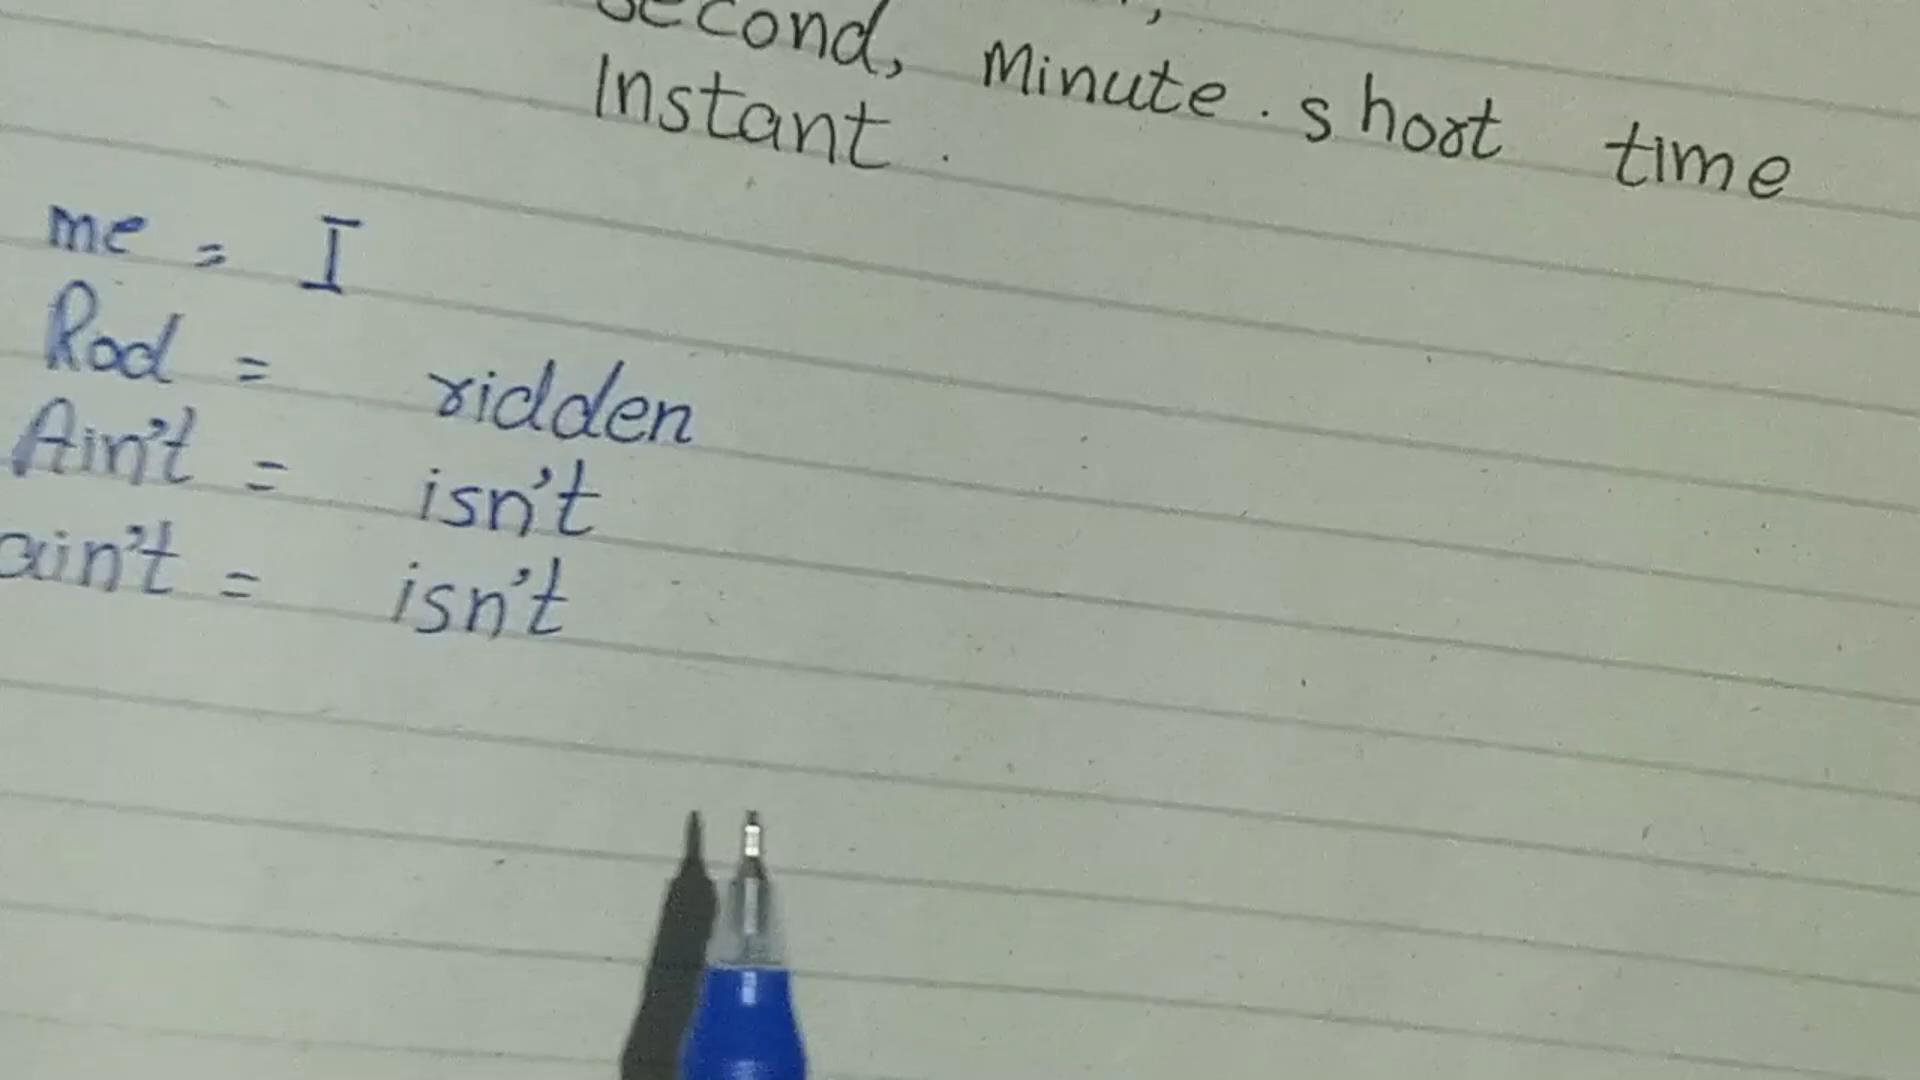 second, Minute. short time
Instant.
me = I
Rod = ridden
Ain't = isn't
ain't = isn't